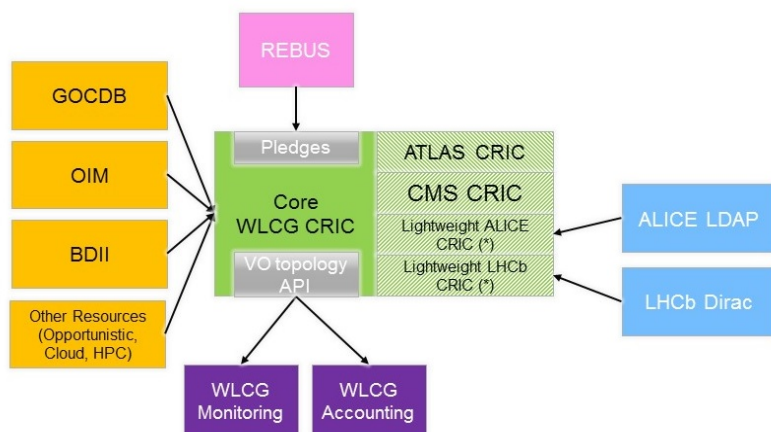 REBUS
GOCDB
OIM
BDII
Other Resources
(Opportunistic,
Cloud, HPC)
Pledges
Core
WLCG CRIC
VO topology
API
ATLAS CRIC
CMS CRIC
Lightweight ALICE
CRIC (*)
Lightweight LHCb
CRIC (*)
ALICE LDAP
LHCb Dirac
WLCG
Monitoring
WLCG
Accounting